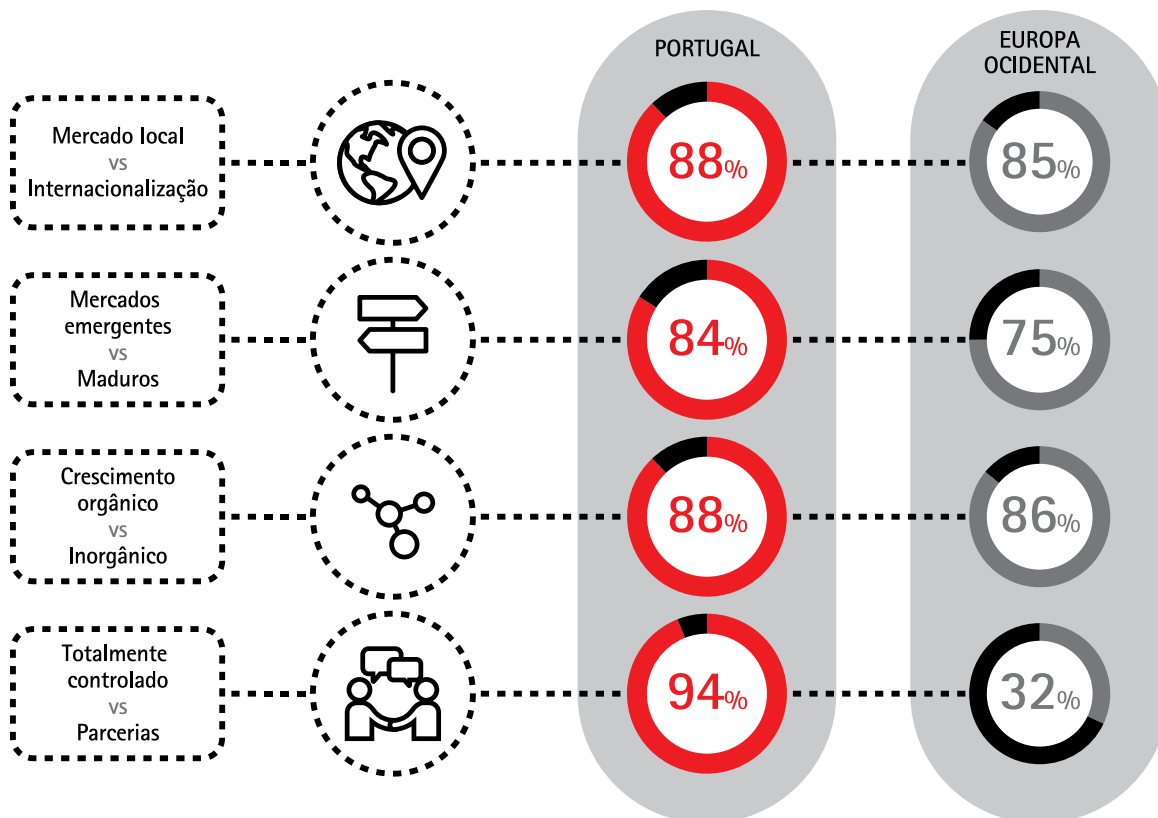 PORTUGAL
EUROPA
OCIDENTAL
Mercado local
vs
Internacionalização
88%
85%
Mercados
emergentes
vs
Maduros
84%
75%
Crescimento
orgânico
vs
Inorgânico
88%
86%
Totalmente
controlado
vs
Parcerias
94%
32%